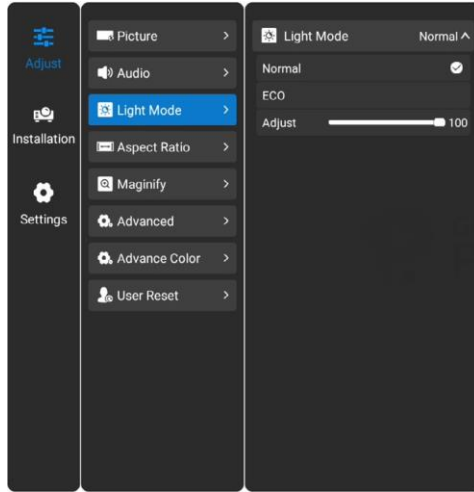 Adjust
Installation
Settings
Picture
Audio
Light Mode
Aspect Ratio
Maginify
Advanced
Advance Color
User Reset
Light Mode Normal
Normal
ECO
Adjust 100